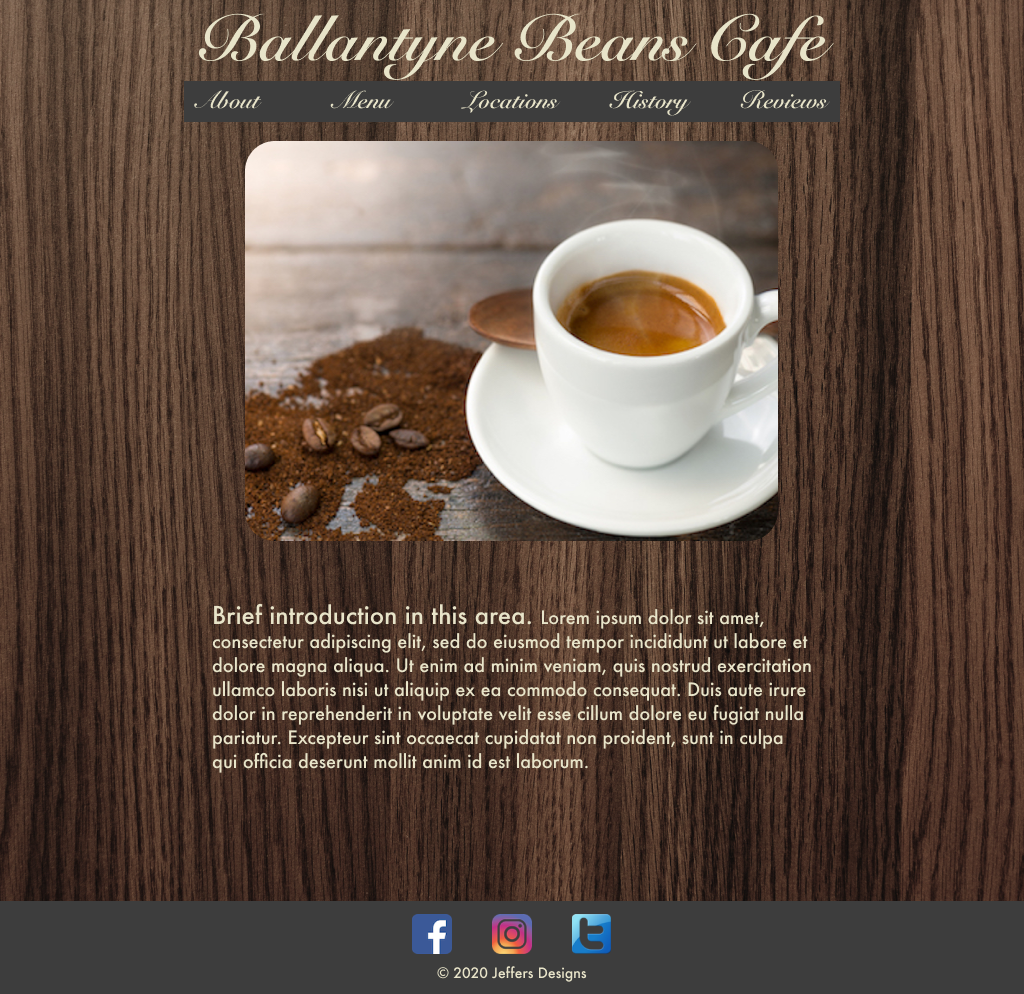 Ballantyne Beans Cafe
About Menu Locations History Reviews
Brief introduction in this area. Lorem ipsum dolor sit amet,
consectetur adipiscing elit, sed do eiusmod tempor incididunt ut labore et
dolore magna aliqua. Ut enim ad minim veniam, quis nostrud exercitation
ullamco laboris nisi ut aliquip ex ea commodo consequat. Duis aute irure
dolor in reprehenderit in voluptate velit esse cillum dolore eu fugiat nulla
pariatur. Excepteur sint occaecat cupidatat non proident, sunt in culpa
qui officia deserunt mollit anim id est laborum.
© 2020 Jeffers Designs